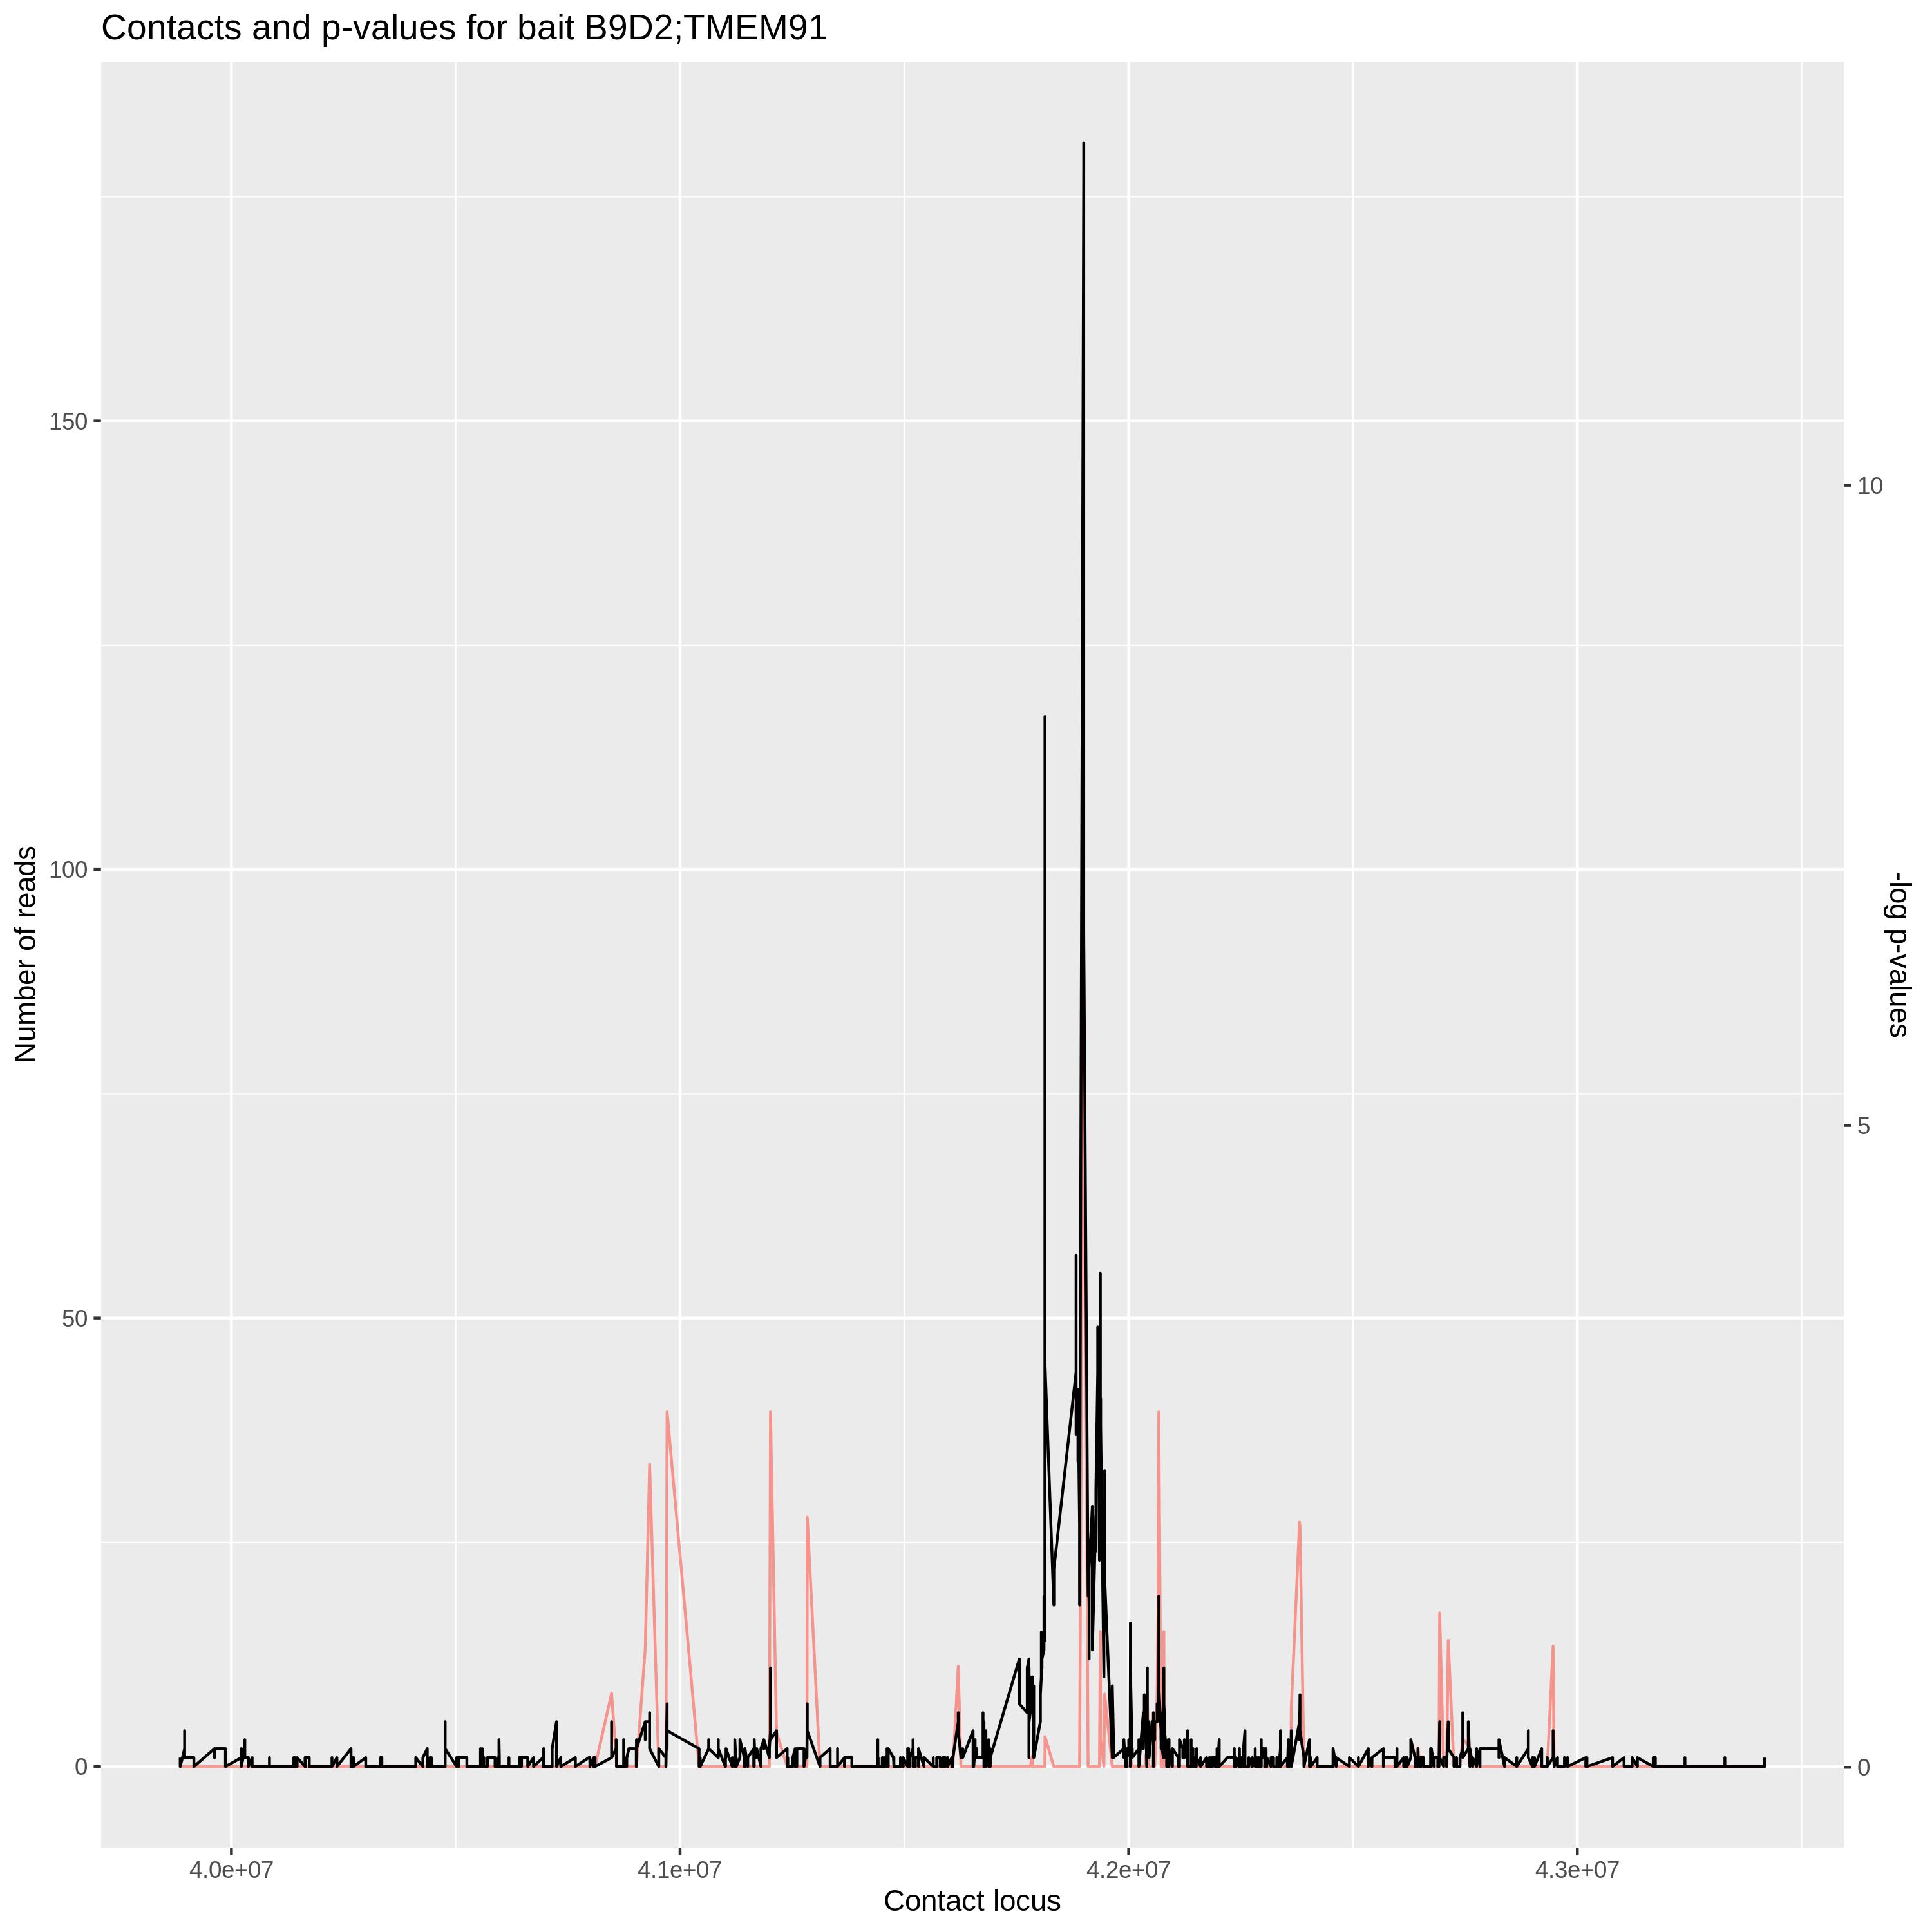 Contacts and p-values for bait B9D2;TMEM91
Number of reads
150
100
50
0
10
5
0
-log p-values
4.0e+07
4.1e+07
4.2e+07
4.3e+07
Contact locus